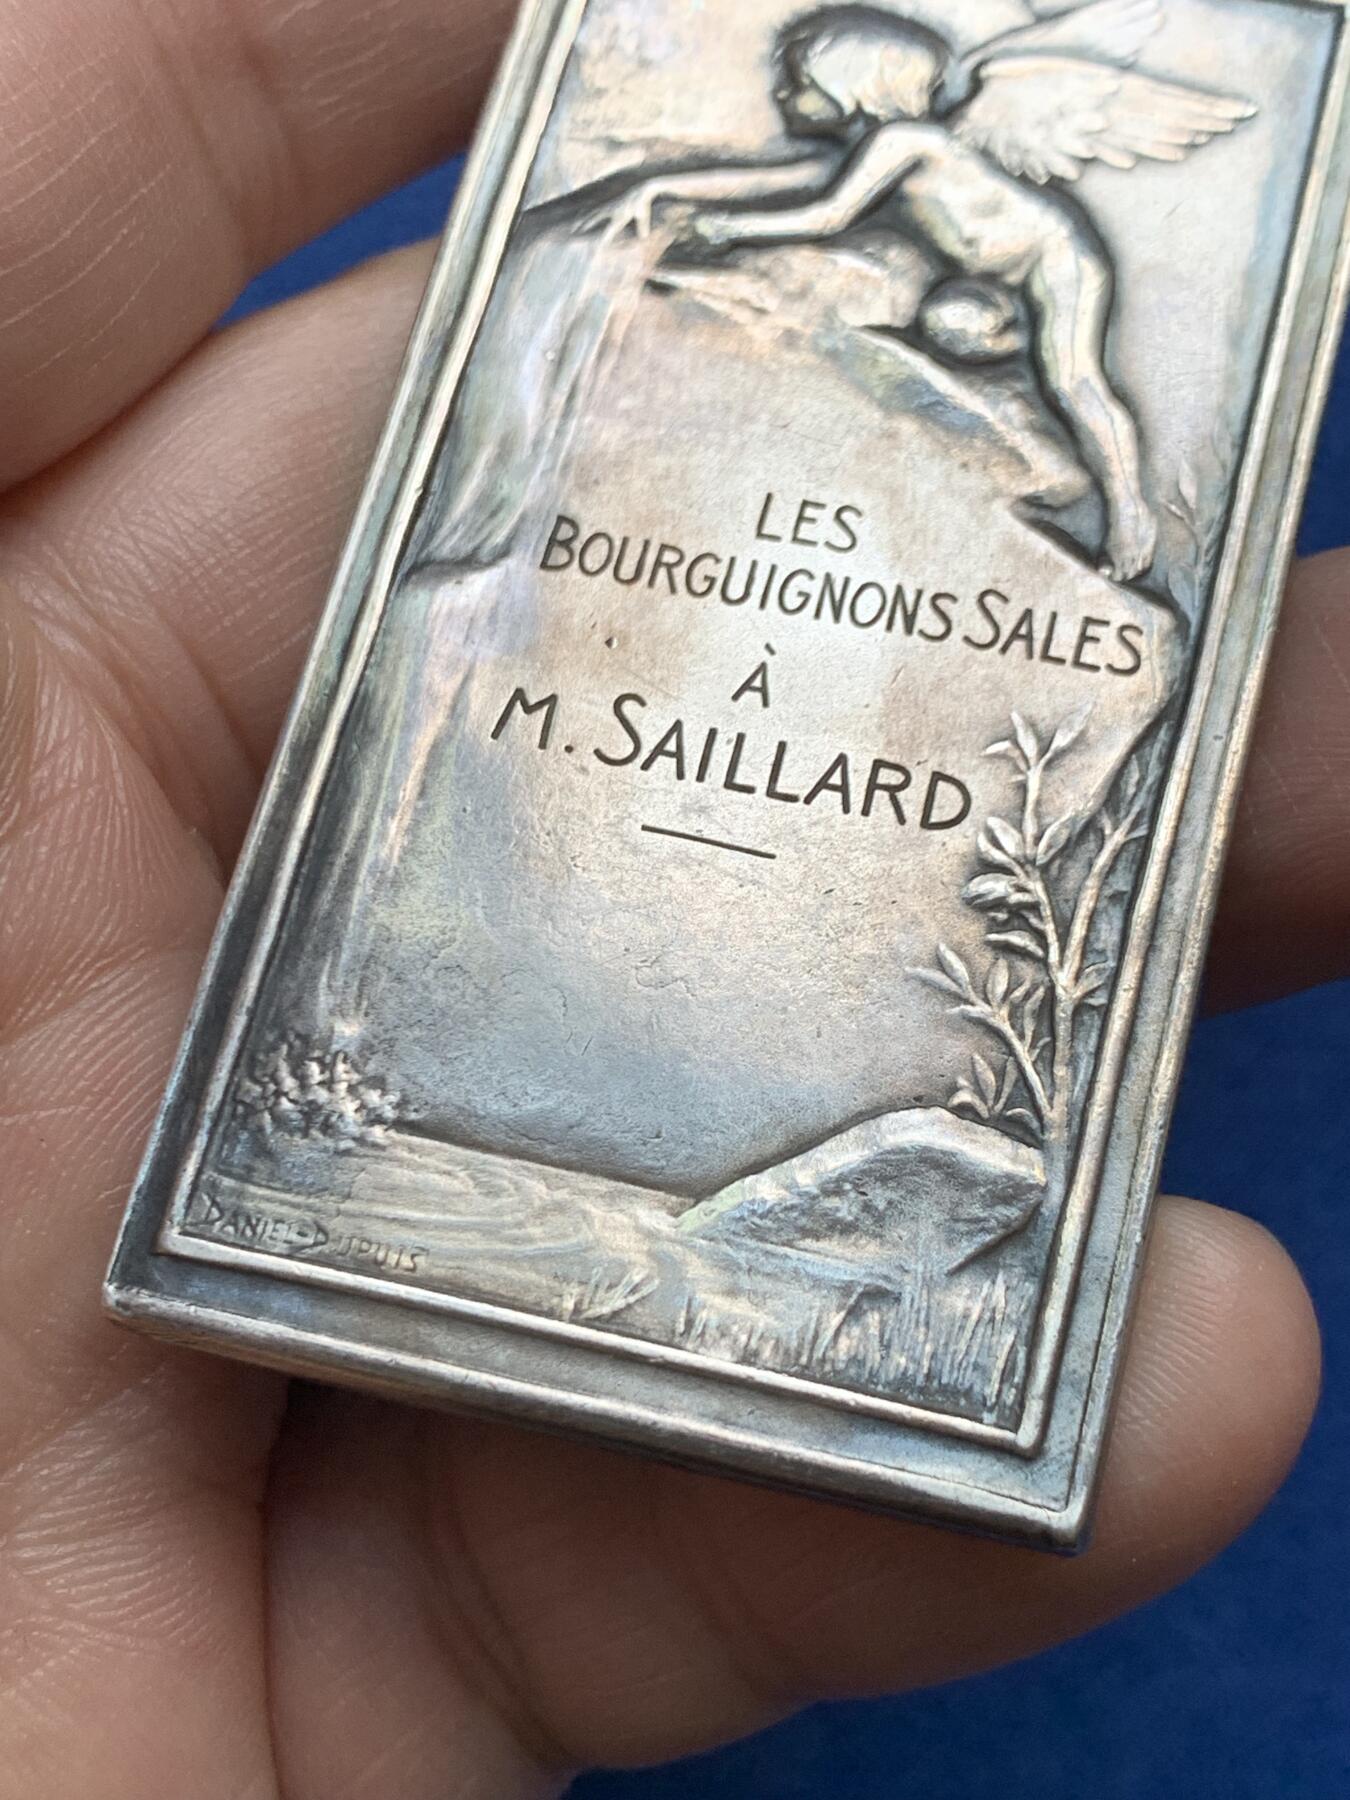 LES
BOURGUIGNONS SALES
À
M. SAILLARD
DANIEL-DUPUIS